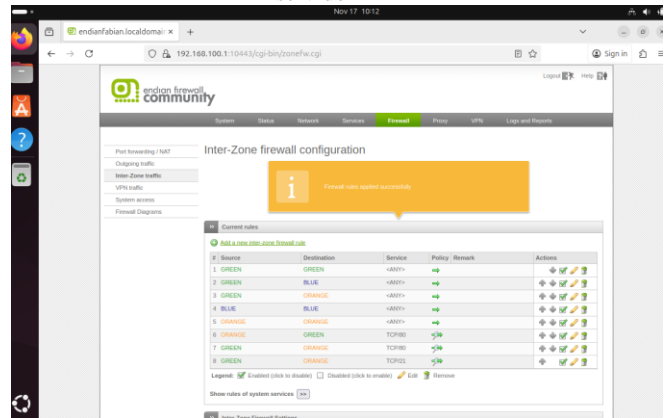 Nov 17 10:12
endianfabian.localdomain
192.168.100.1:10443/cgi-bin/zonefw.cgi
Sign in
Logout Help
endian firewall
community
System Status Network Services Firewall Proxy VPN Logs and Reports
Port forwarding / NAT
Outgoing traffic
Inter-Zone traffic
VPN traffic
System access
Firewall Diagrams
Inter-Zone firewall configuration
Firewall rules applied successfully
Current rules
Add a new inter-zone firewall rule
# Source Destination Service Policy Remark Actions
1 GREEN GREEN <ANY>
2 GREEN BLUE <ANY>
3 GREEN ORANGE <ANY>
4 BLUE BLUE <ANY>
5 ORANGE ORANGE <ANY>
6 ORANGE GREEN TCP/80
7 GREEN ORANGE TCP/80
8 GREEN ORANGE TCP/21
Legend: Enabled (click to disable) Disabled (click to enable) Edit Remove
Show rules of system services >>
Inter-Zone Firewall Settings